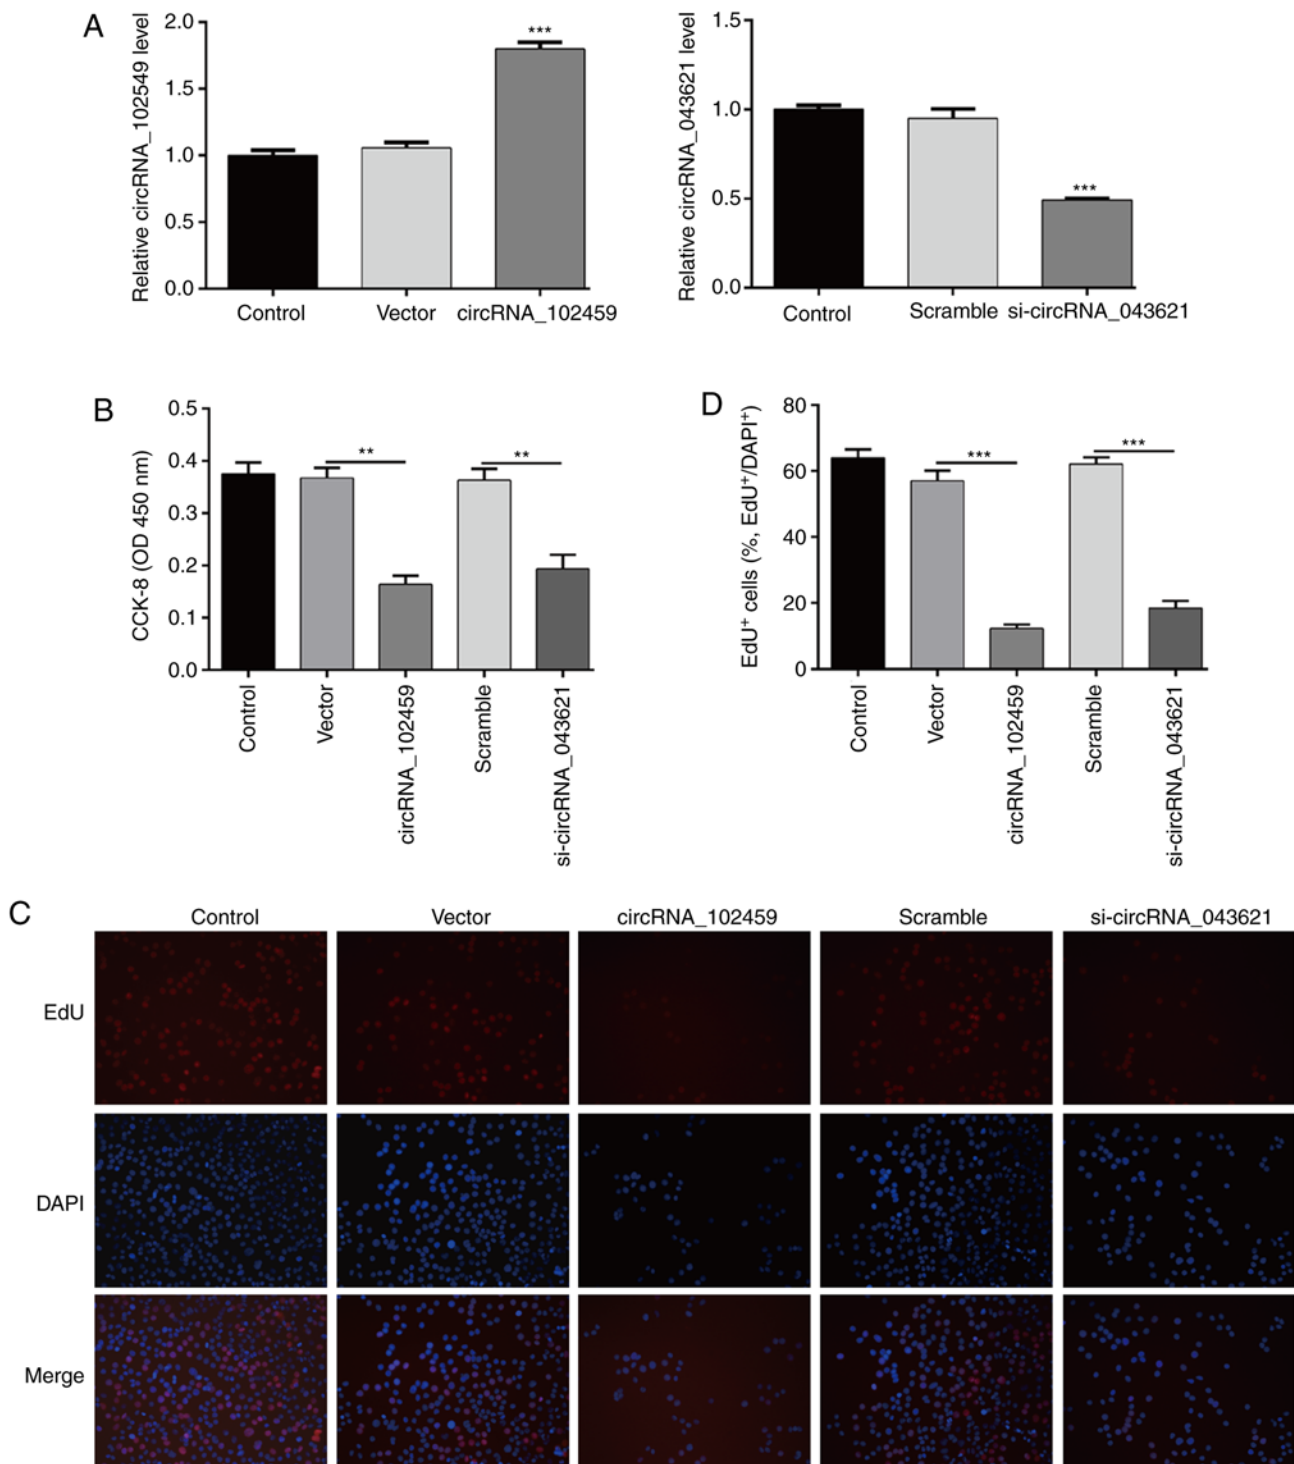 A
Relative circRNA_102549 level
2.0
1.5
1.0
0.5
0.0
***
Control
Vector
circRNA_102459
Relative circRNA_043621 level
1.5
1.0
0.5
0.0
***
Control
Scramble
si-circRNA_043621
B
CCK-8 (OD 450 nm)
0.5
0.4
0.3
0.2
0.1
0.0
**
**
Control
Vector
circRNA_102459
Scramble
si-circRNA_043621
D
EdU⁺ cells (%, EdU⁺/DAPI⁺)
80
60
40
20
0
***
***
Control
Vector
circRNA_102459
Scramble
si-circRNA_043621
C
Control
Vector
circRNA_102459
Scramble
si-circRNA_043621
EdU
DAPI
Merge